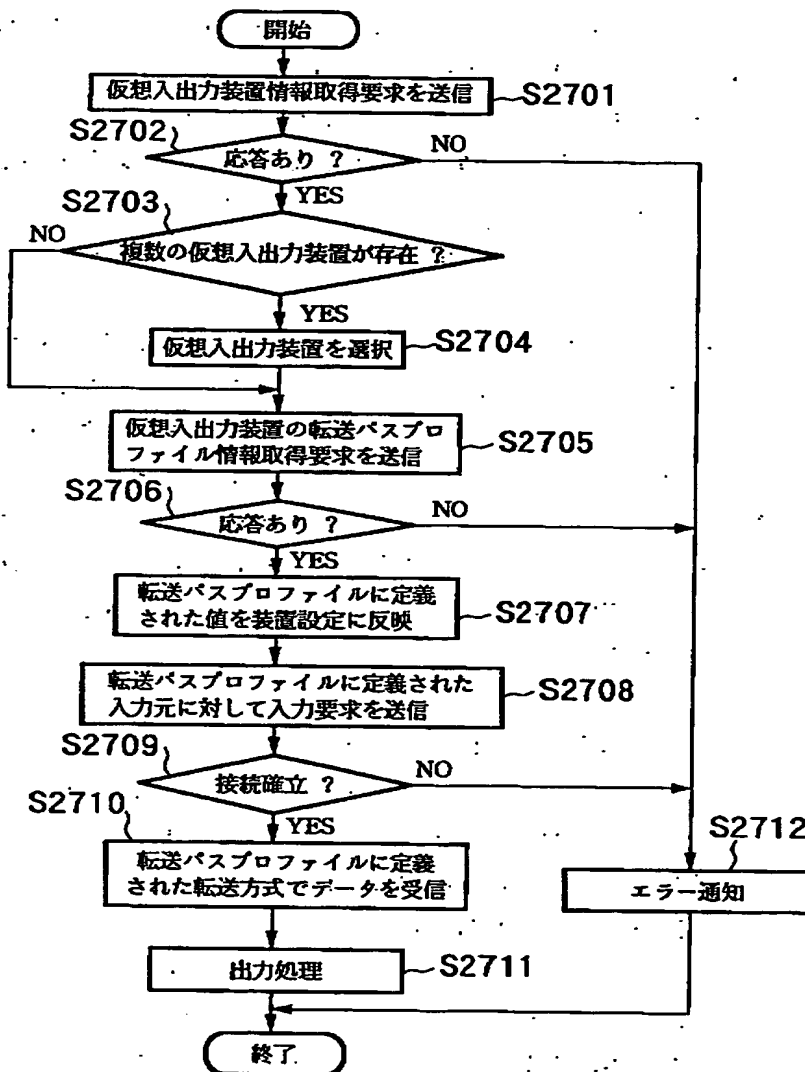 開始
仮想入出力装置情報取得要求を送信
S2701
S2702
応答あり ?
NO
YES
S2703
NO
複数の仮想入出力装置が存在 ?
YES
仮想入出力装置を選択
S2704
仮想入出力装置の転送パスプロ
ファイル情報取得要求を送信
S2705
S2706
応答あり ?
NO
YES
転送パスプロファイルに定義
された値を装置設定に反映
S2707
転送パスプロファイルに定義された
入力元に対して入力要求を送信
S2708
S2709
接続確立 ?
NO
YES
S2710
転送パスプロファイルに定義
された転送方式でデータを受信
S2712
エラー通知
出力処理
S2711
終了